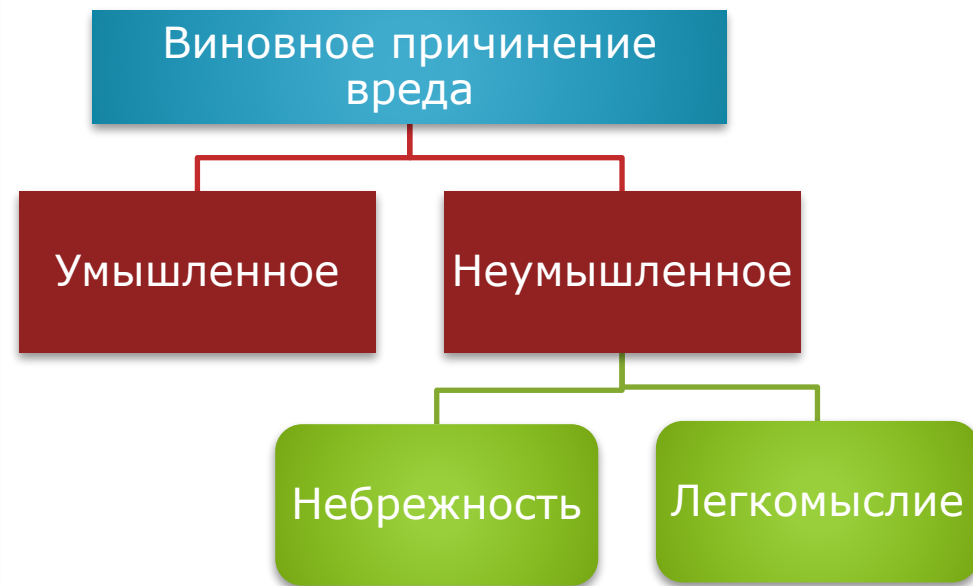 Виновное причинение
вреда
Умышленное
Неумышленное
Небрежность
Легкомыслие